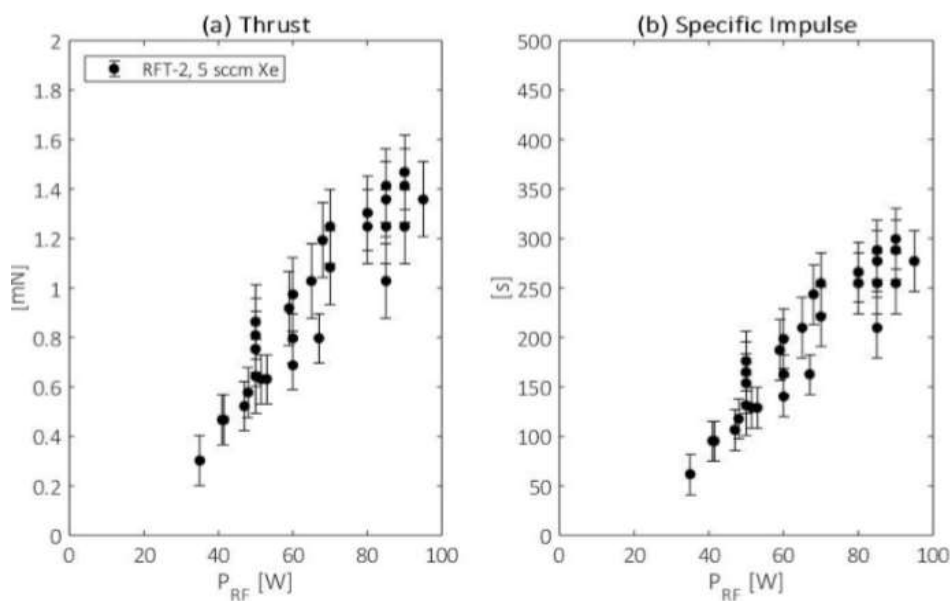 (a) Thrust
2
1.8
1.6
1.4
1.2
1
0.8
0.6
0.4
0.2
0
[mN]
RFT-2, 5 sccm Xe
0 20 40 60 80 100
P_RF [W]
(b) Specific Impulse
500
450
400
350
300
250
200
150
100
50
0
[s]
0 20 40 60 80 100
P_RF [W]